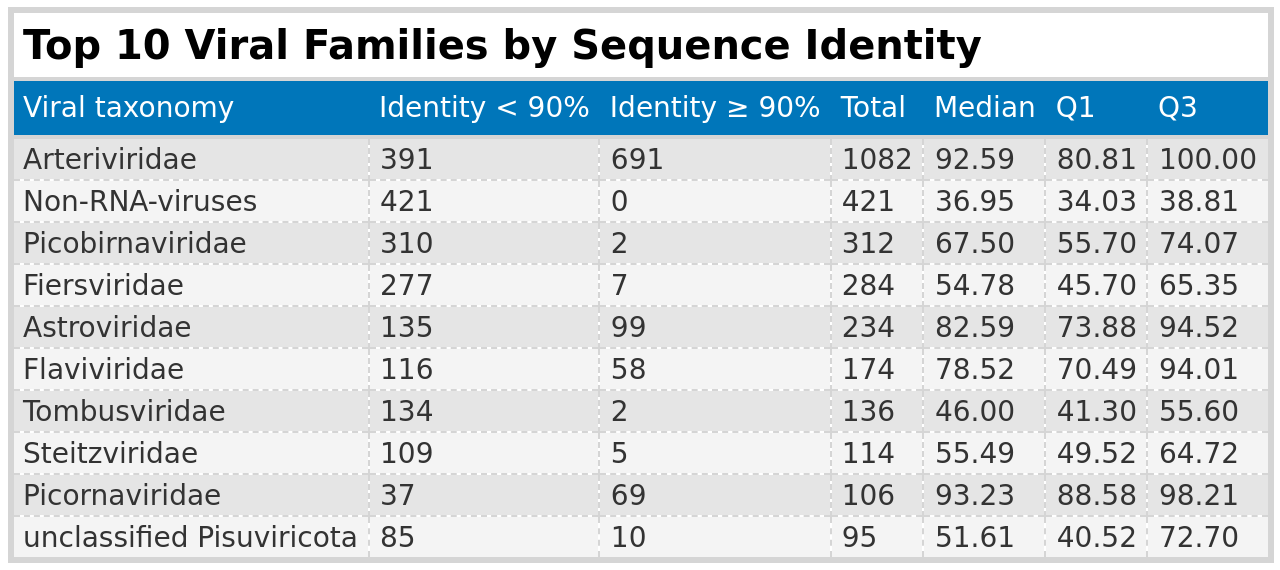 Top 10 Viral Families by Sequence Identity
Viral taxonomy Identity < 90% Identity ≥ 90% Total Median Q1 Q3
Arteriviridae 391 691 1082 92.59 80.81 100.00
Non-RNA-viruses 421 0 421 36.95 34.03 38.81
Picobirnaviridae 310 2 312 67.50 55.70 74.07
Fiersviridae 277 7 284 54.78 45.70 65.35
Astroviridae 135 99 234 82.59 73.88 94.52
Flaviviridae 116 58 174 78.52 70.49 94.01
Tombusviridae 134 2 136 46.00 41.30 55.60
Steitzviridae 109 5 114 55.49 49.52 64.72
Picornaviridae 37 69 106 93.23 88.58 98.21
unclassified Pisuviricota 85 10 95 51.61 40.52 72.70